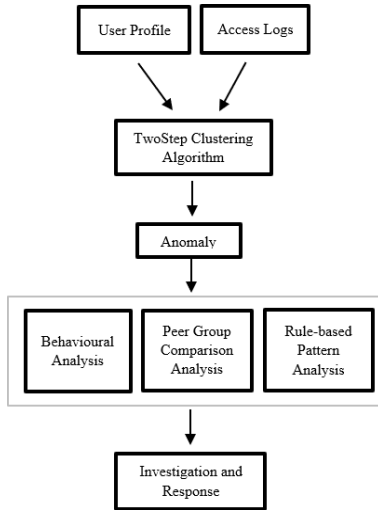 User Profile
Access Logs
TwoStep Clustering
Algorithm
Anomaly
Behavioural
Analysis
Peer Group
Comparison
Analysis
Rule-based
Pattern
Analysis
Investigation and
Response